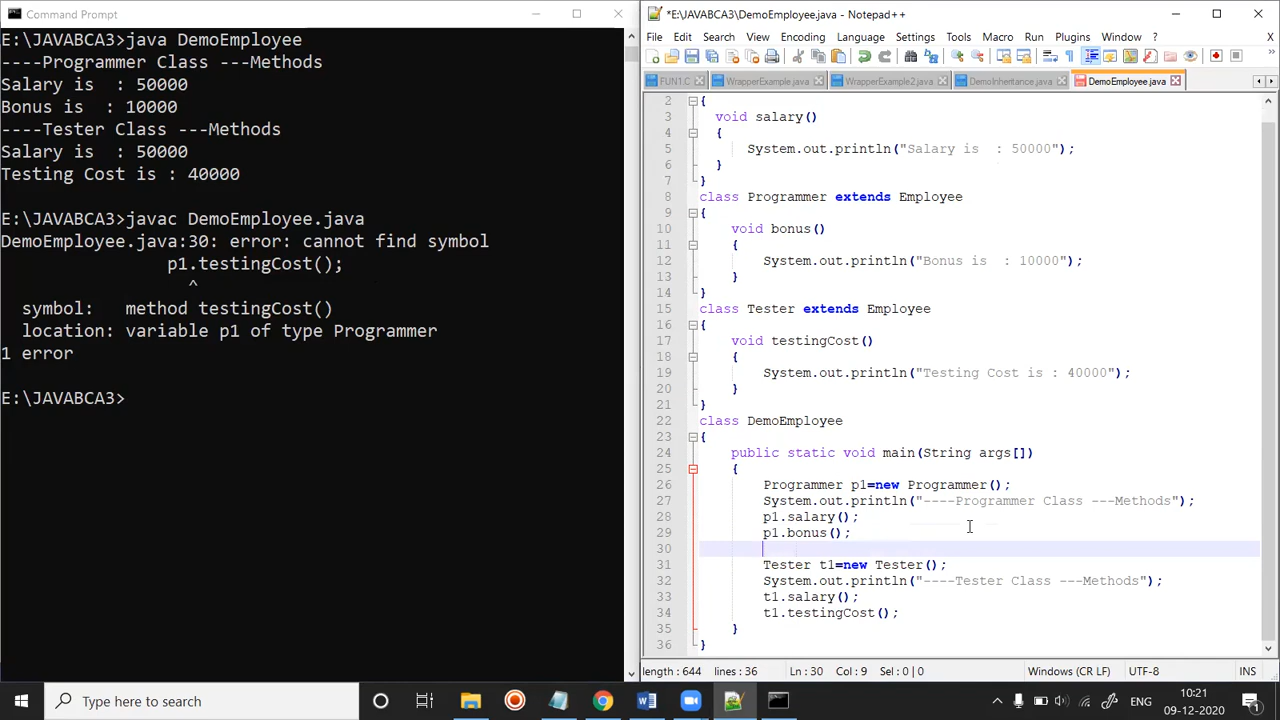 Command Prompt
E:\JAVABCA3>java DemoEmployee
----Programmer Class ---Methods
Salary is  : 50000
Bonus is  : 10000
----Tester Class ---Methods
Salary is  : 50000
Testing Cost is : 40000
E:\JAVABCA3>javac DemoEmployee.java
DemoEmployee.java:30: error: cannot find symbol
p1.testingCost();
^
symbol:   method testingCost()
location: variable p1 of type Programmer
1 error
E:\JAVABCA3>
*E:\JAVABCA3\DemoEmployee.java - Notepad++
File Edit Search View Encoding Language Settings Tools Macro Run Plugins Window ?
FUN1.C WrapperExample.java WrapperExample2.java DemoInheritance.java DemoEmployee.java
2 {
3 void salary()
4 {
5 System.out.println("Salary is  : 50000");
6 }
7 }
8 class Programmer extends Employee
9 {
10 void bonus()
11 {
12 System.out.println("Bonus is  : 10000");
13 }
14 }
15 class Tester extends Employee
16 {
17 void testingCost()
18 {
19 System.out.println("Testing Cost is : 40000");
20 }
21 }
22 class DemoEmployee
23 {
24 public static void main(String args[])
25 {
26 Programmer p1=new Programmer();
27 System.out.println("----Programmer Class ---Methods");
28 p1.salary();
29 p1.bonus();
30
31 Tester t1=new Tester();
32 System.out.println("----Tester Class ---Methods");
33 t1.salary();
34 t1.testingCost();
35 }
36 }
length : 644 lines : 36 Ln : 30 Col : 9 Sel : 0 | 0 Windows (CR LF) UTF-8 INS
Type here to search
ENG
10:21
09-12-2020
1